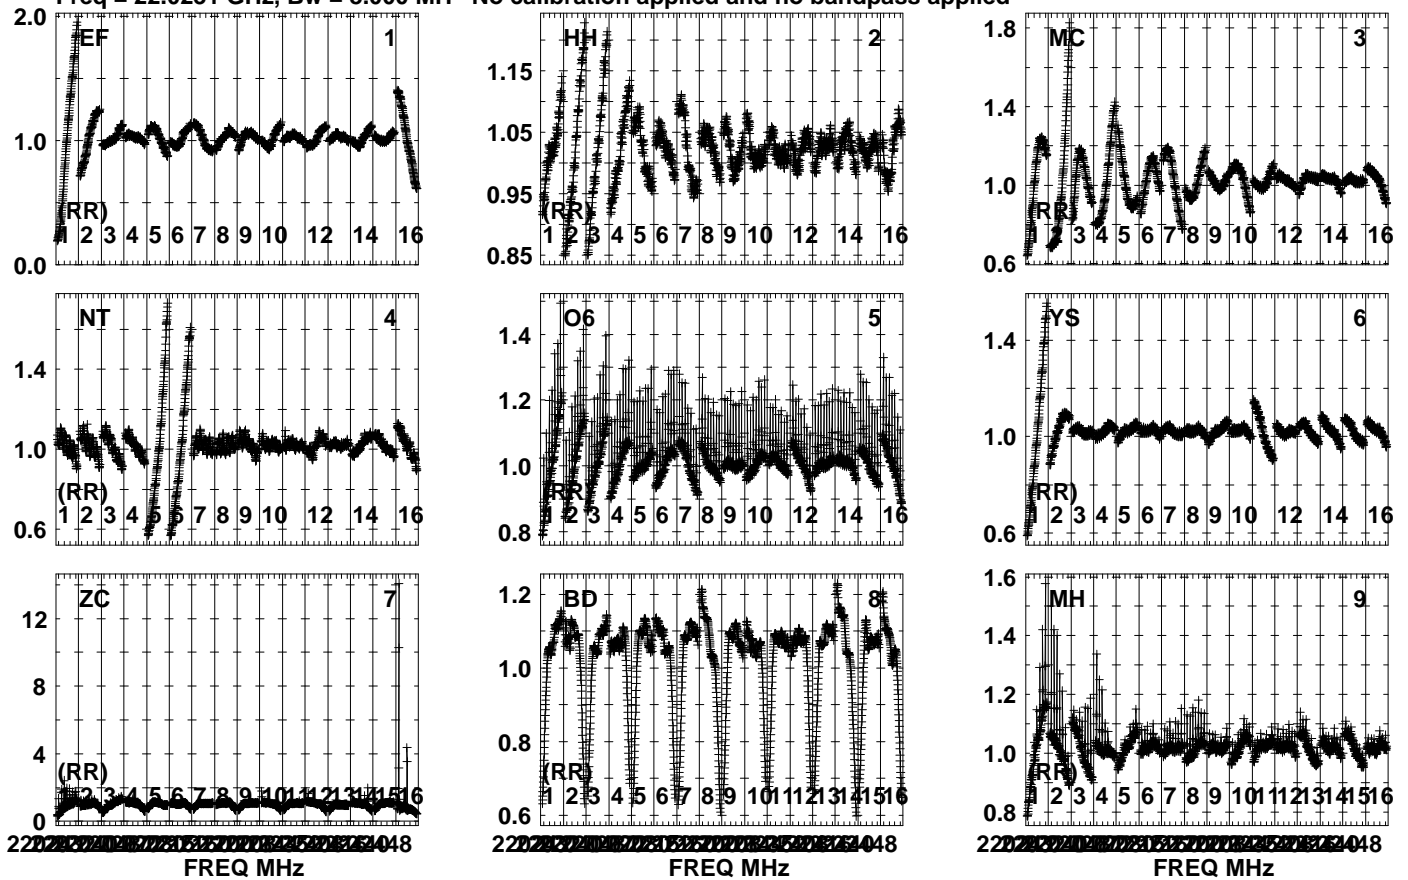 No calibration applied and no bandpass applied
2.0 EF 1
1.0
(RR)
1 2 3 4 5 6 7 8 9 10 12 14 16
0.0
HH 2
1.15
1.05
0.95
(RR)
1 2 3 4 5 6 7 8 9 10 12 14 16
0.85
1.8 MC 3
1.4
1.0
(RR
1 2 3 4 5 6 7 8 9 10 12 14 16
0.6
NT 4
1.4
1.0
(RR)
1 2 3 4 5 6 7 8 9 10 12 14 16
0.6
O6 5
1.4
1.2
1.0
(RR)
1 2 3 4 5 6 7 8 9 10 12 14 16
0.8
YS 6
1.4
1.0
(RR)
1 2 3 4 5 6 7 8 9 10 12 14 16
0.6
ZC 7
12
8
4
(RR)
1 2 3 4 5 6 7 8 9 10 11 12 13 14 15 16
0
FREQ MHz
BD 8
1.2
1.0
0.8
(RR)
1 2 3 4 5 6 7 8 9 10 11 12 13 14 15 16
0.6
FREQ MHz
1.6 MH 9
1.4
1.2
1.0
(RR)
1 2 3 4 5 6 7 8 9 10 11 12 13 14 15 16
0.8
FREQ MHz